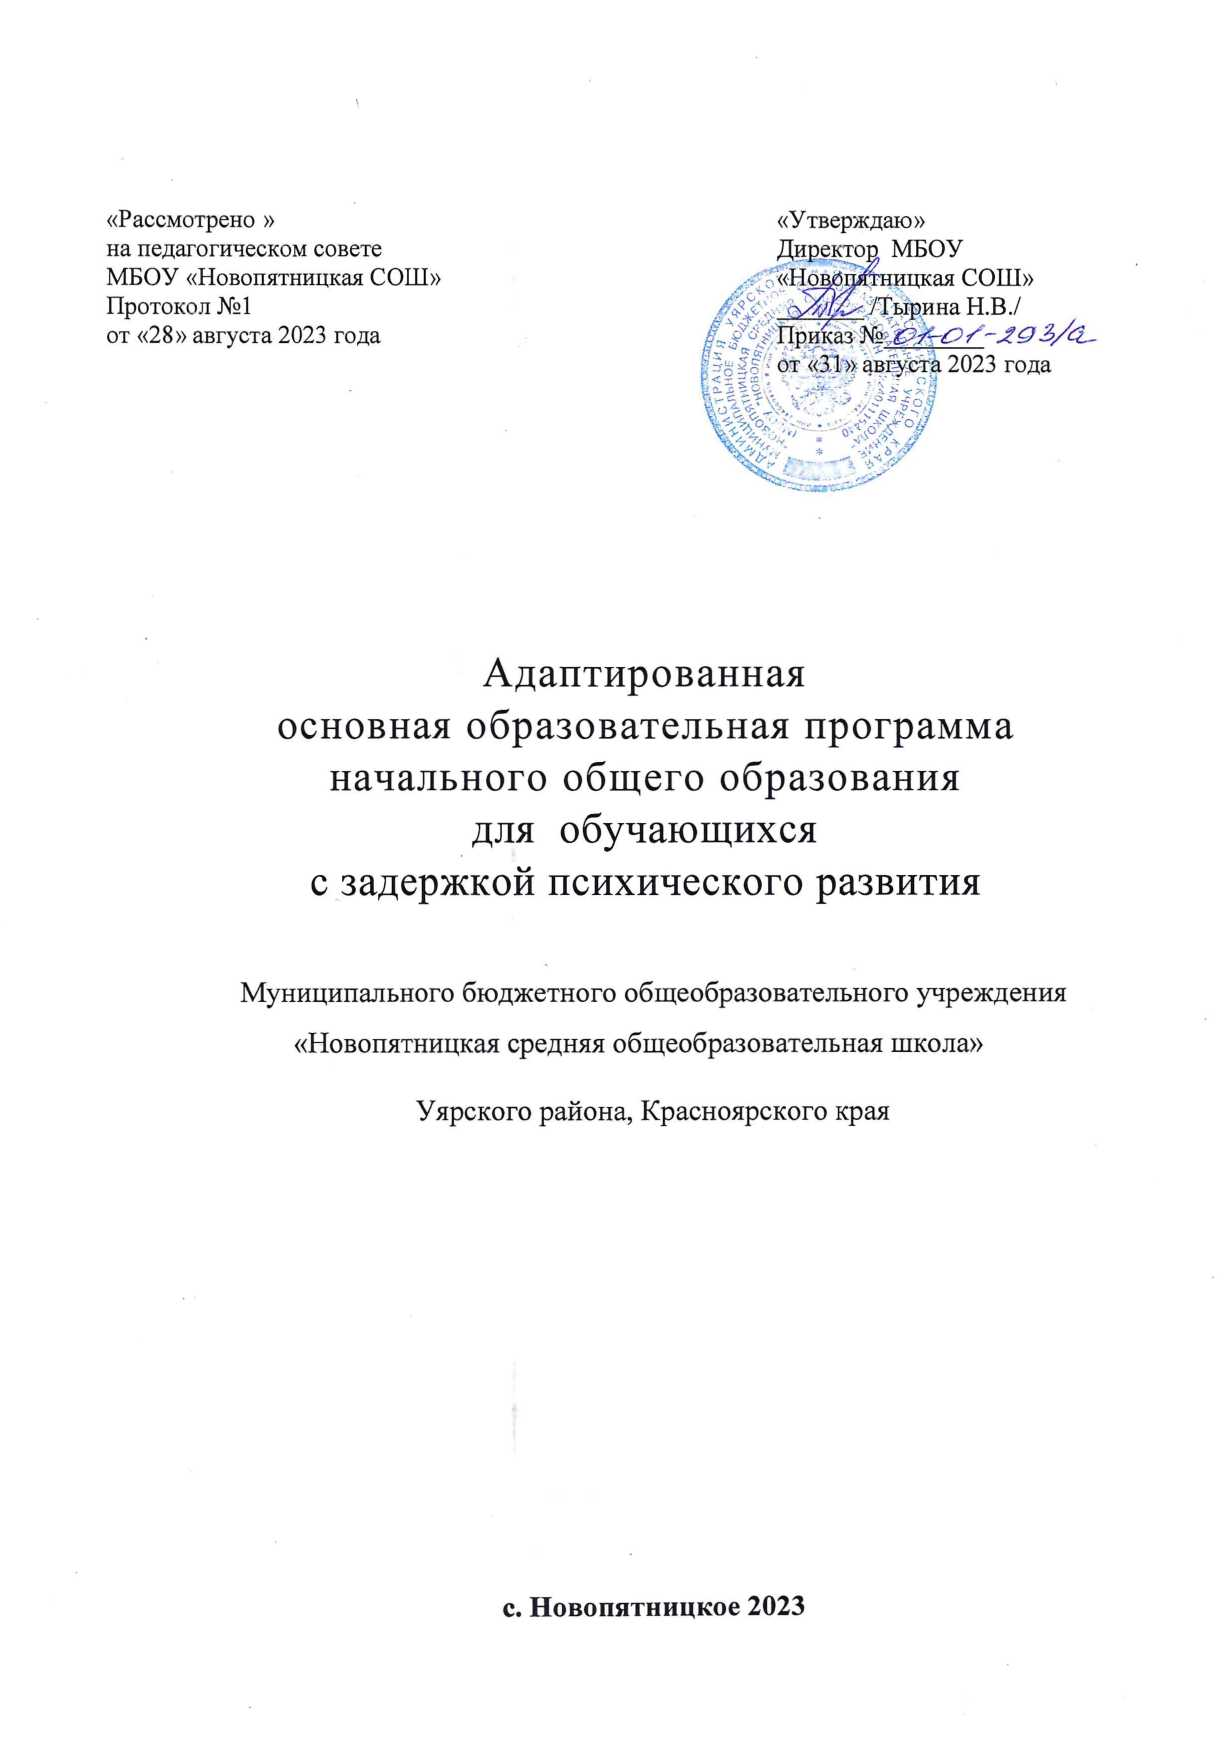 «Рассмотрено »
на педагогическом совете
МБОУ «Новопятницкая СОШ»
Протокол №1
от «28» августа 2023 года
«Утверждаю»
Директор МБОУ
«Новопятницкая СОШ»
/Тырина Н.В./
Приказ № 01-01-293/а
от «31» августа 2023 года
Адаптированная
основная образовательная программа
начального общего образования
для обучающихся
с задержкой психического развития
Муниципального бюджетного общеобразовательного учреждения
«Новопятницкая средняя общеобразовательная школа»
Уярского района, Красноярского края
с. Новопятницкое 2023